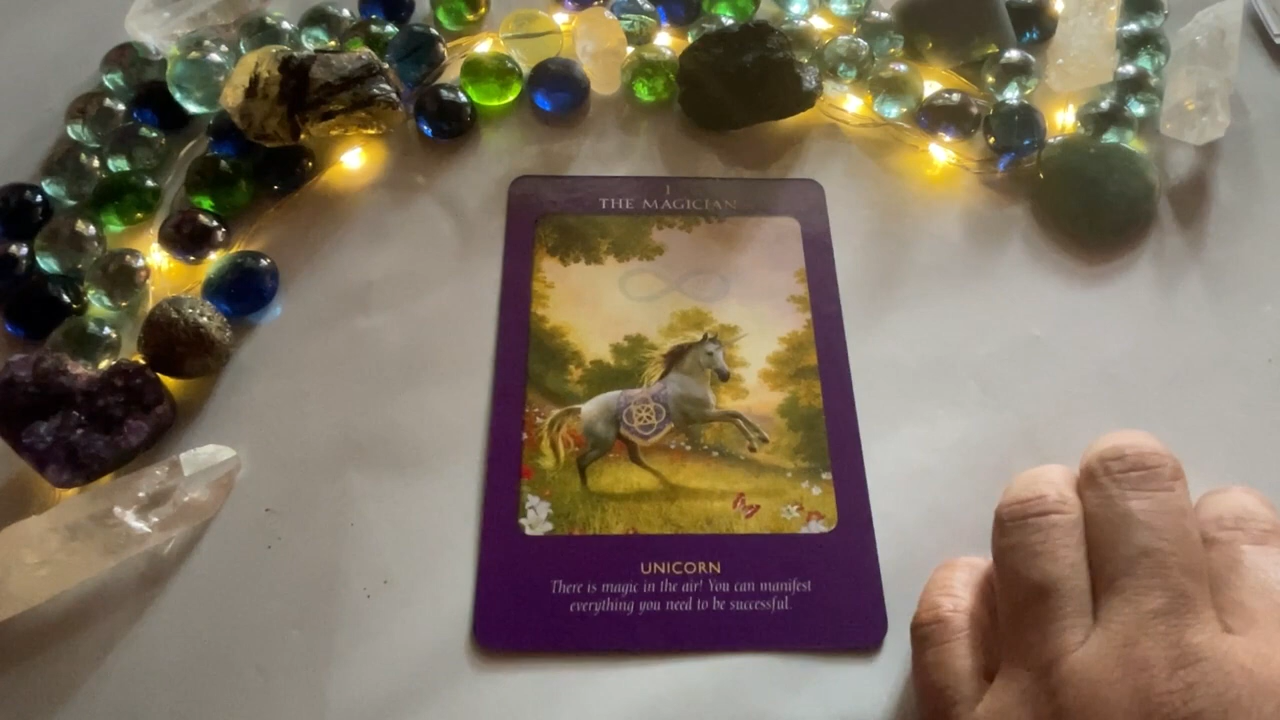 I
THE MAGICIAN
UNICORN
There is magic in the air! You can manifest
everything you need to be successful.